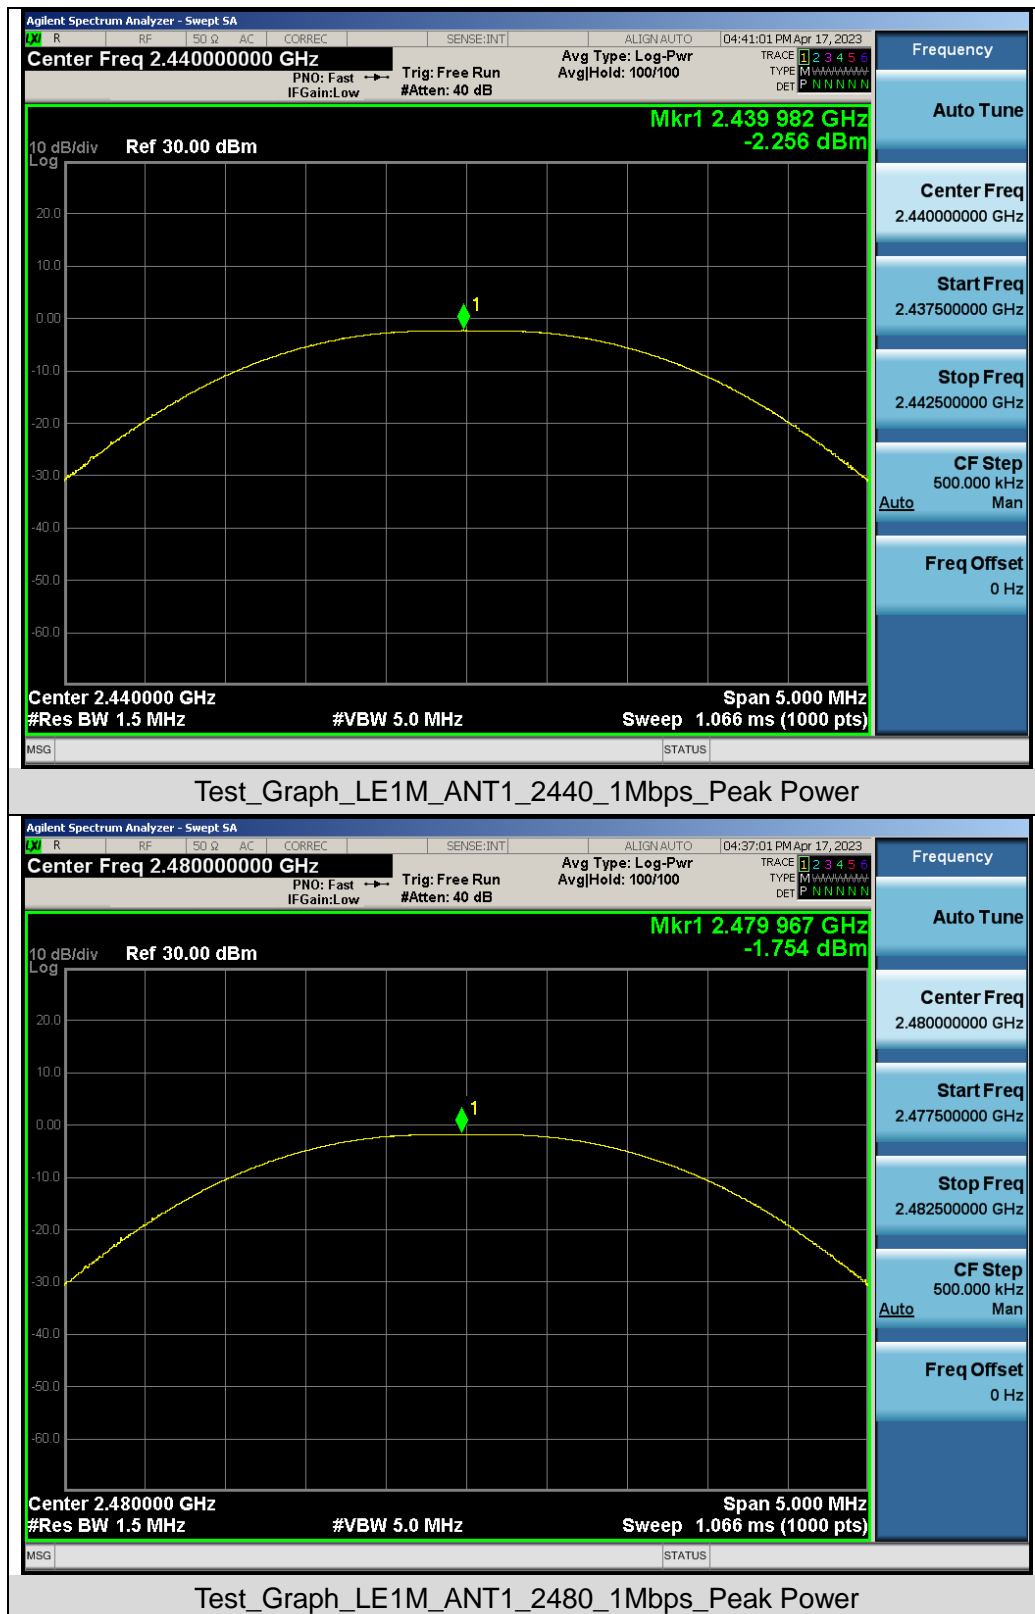 Agilent Spectrum Analyzer - Swept SA
LXI R RF 50 Ω AC CORREC SENSE:INT ALIGN AUTO 04:41:01 PM Apr 17, 2023
Center Freq 2.440000000 GHz Avg Type: Log-Pwr TRACE 1 2 3 4 5 6
PNO: Fast Trig: Free Run Avg|Hold: 100/100 TYPE M WWWWW
IFGain:Low #Atten: 40 dB DET P N N N N N
Mkr1 2.439 982 GHz
-2.256 dBm
10 dB/div Ref 30.00 dBm
Log
20.0
10.0
1
0.00
-10.0
-20.0
-30.0
-40.0
-50.0
-60.0
Center 2.440000 GHz Span 5.000 MHz
#Res BW 1.5 MHz #VBW 5.0 MHz Sweep 1.066 ms (1000 pts)
MSG STATUS
Frequency
Auto Tune
Center Freq
2.440000000 GHz
Start Freq
2.437500000 GHz
Stop Freq
2.442500000 GHz
CF Step
500.000 kHz
Auto Man
Freq Offset
0 Hz
Test_Graph_LE1M_ANT1_2440_1Mbps_Peak Power
Agilent Spectrum Analyzer - Swept SA
LXI R RF 50 Ω AC CORREC SENSE:INT ALIGN AUTO 04:37:01 PM Apr 17, 2023
Center Freq 2.480000000 GHz Avg Type: Log-Pwr TRACE 1 2 3 4 5 6
PNO: Fast Trig: Free Run Avg|Hold: 100/100 TYPE M WWWWW
IFGain:Low #Atten: 40 dB DET P N N N N N
Mkr1 2.479 967 GHz
-1.754 dBm
10 dB/div Ref 30.00 dBm
Log
20.0
10.0
1
0.00
-10.0
-20.0
-30.0
-40.0
-50.0
-60.0
Center 2.480000 GHz Span 5.000 MHz
#Res BW 1.5 MHz #VBW 5.0 MHz Sweep 1.066 ms (1000 pts)
MSG STATUS
Frequency
Auto Tune
Center Freq
2.480000000 GHz
Start Freq
2.477500000 GHz
Stop Freq
2.482500000 GHz
CF Step
500.000 kHz
Auto Man
Freq Offset
0 Hz
Test_Graph_LE1M_ANT1_2480_1Mbps_Peak Power